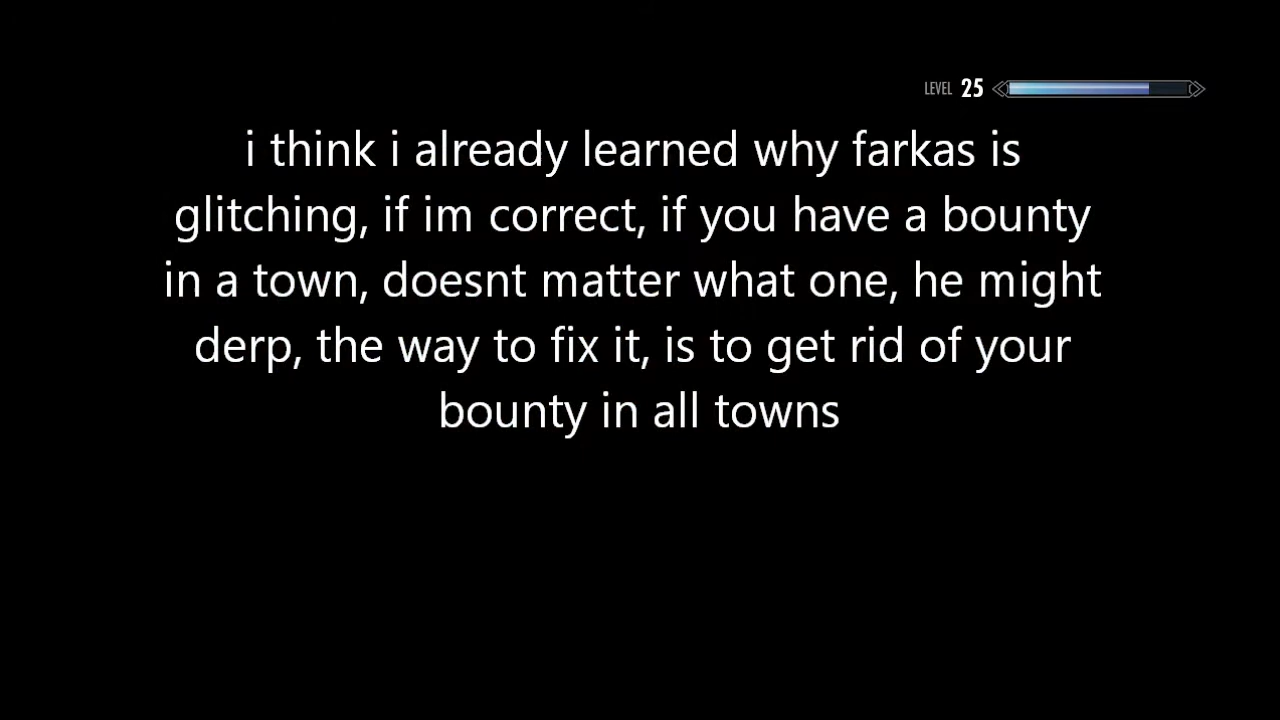 LEVEL 25
i think i already learned why farkas is
glitching, if im correct, if you have a bounty
in a town, doesnt matter what one, he might
derp, the way to fix it, is to get rid of your
bounty in all towns